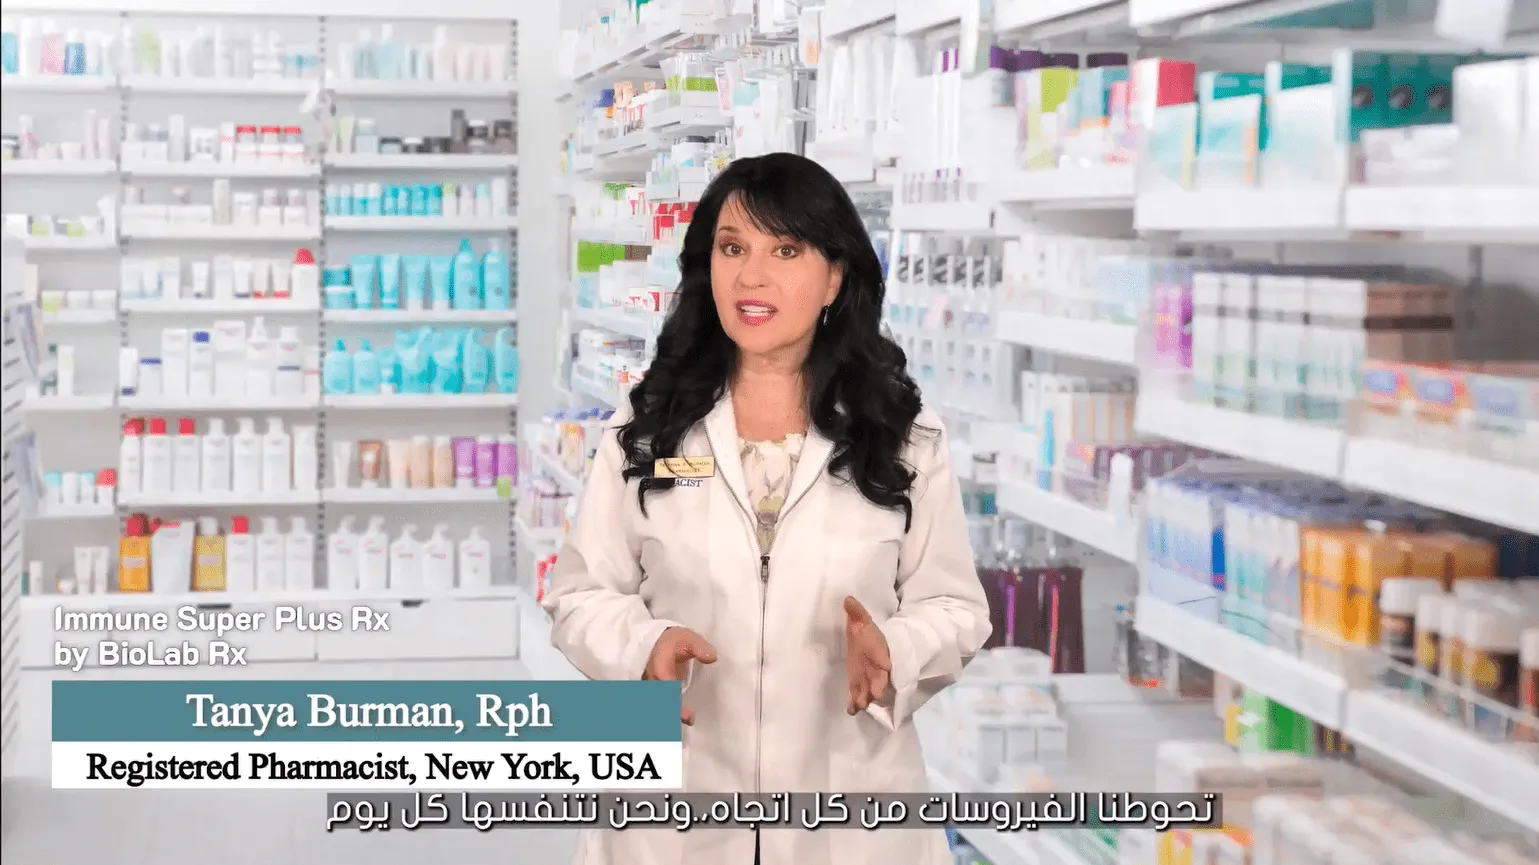 Immune Super Plus Rx
by BioLab Rx
Tanya Burman, Rph
Registered Pharmacist, New York, USA
تحوطنا الفيروسات من كل اتجاه،..ونحن نتنفسها كل يوم